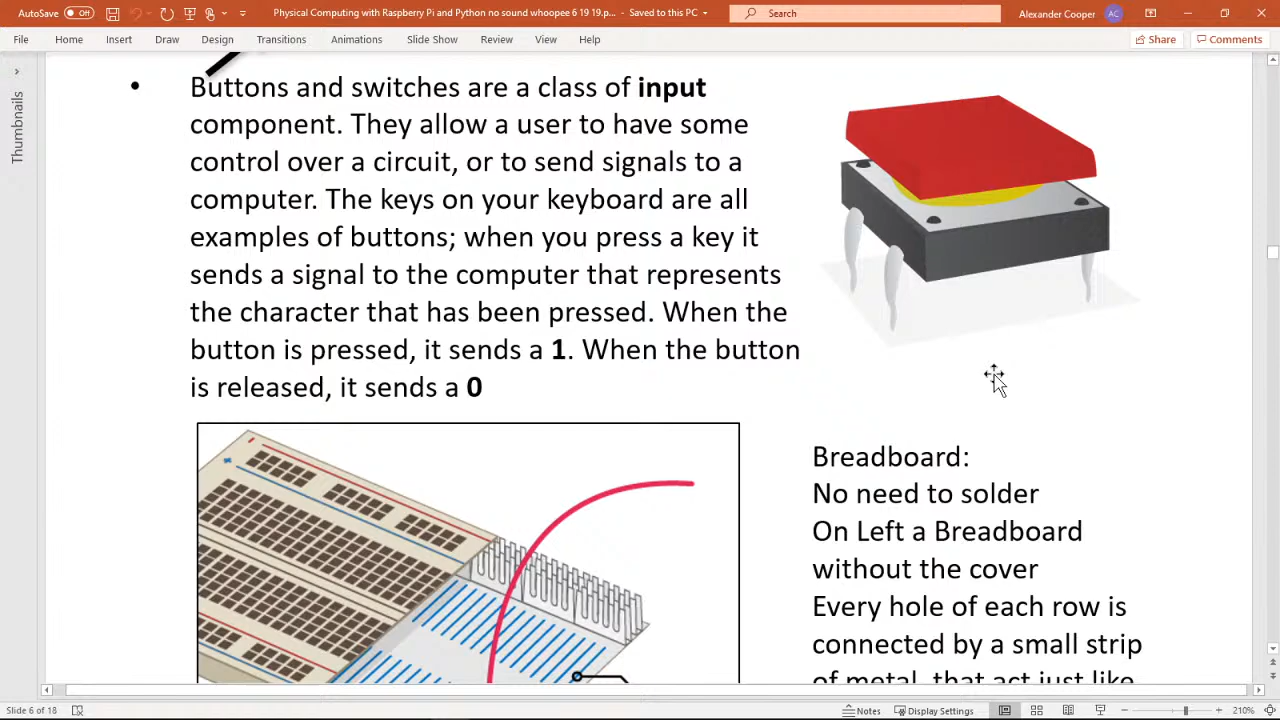 AutoSave Off
Physical Computing with Raspberry Pi and Python no sound whoopee 6 19 19.p... - Saved to this PC
Search
Alexander Cooper AC
File Home Insert Draw Design Transitions Animations Slide Show Review View Help Share Comments
Thumbnails
• Buttons and switches are a class of input
component. They allow a user to have some
control over a circuit, or to send signals to a
computer. The keys on your keyboard are all
examples of buttons; when you press a key it
sends a signal to the computer that represents
the character that has been pressed. When the
button is pressed, it sends a 1. When the button
is released, it sends a 0
Breadboard:
No need to solder
On Left a Breadboard
without the cover
Every hole of each row is
connected by a small strip
of metal, that act just like
Slide 6 of 18 Notes Display Settings 210%